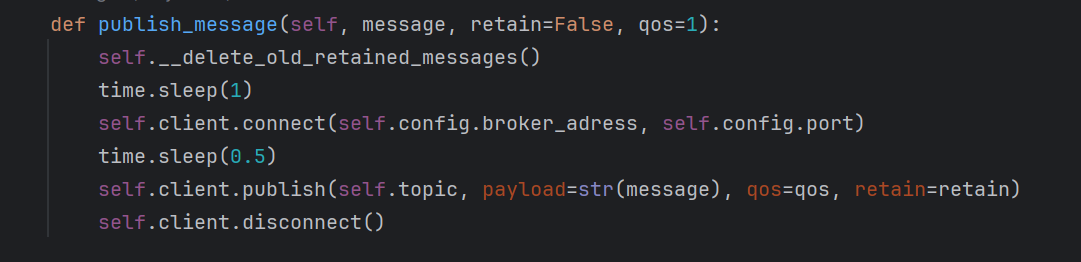 def publish_message(self, message, retain=False, qos=1):
self.__delete_old_retained_messages()
time.sleep(1)
self.client.connect(self.config.broker_adress, self.config.port)
time.sleep(0.5)
self.client.publish(self.topic, payload=str(message), qos=qos, retain=retain)
self.client.disconnect()